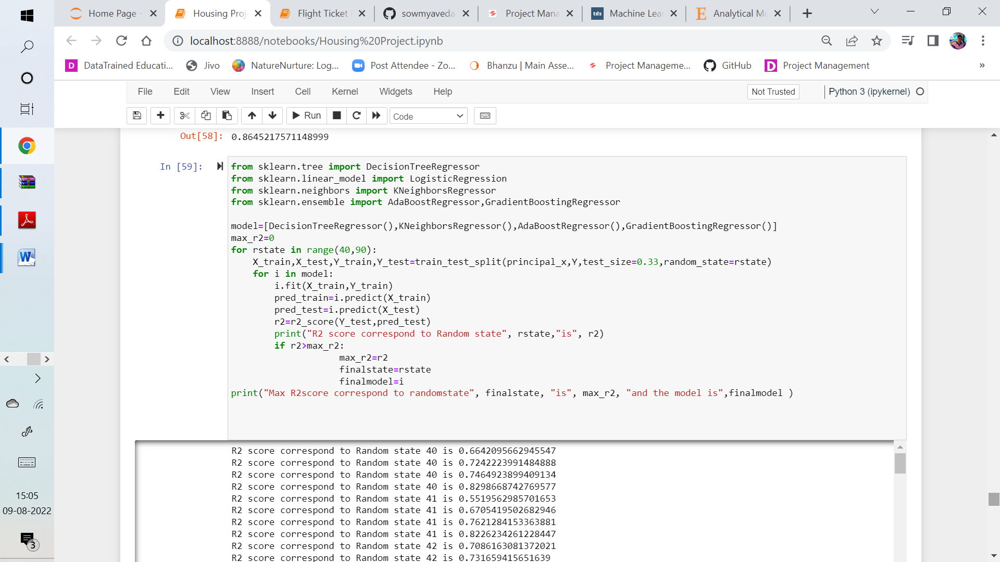 Home Page - Housing Proj Flight Ticket sowmyaveda Project Mana Machine Lea Analytical Mo
localhost:8888/notebooks/Housing%20Project.ipynb
DataTrained Educati... Jivo NatureNurture: Log... Post Attendee - Zo... Bhanzu | Main Asse... Project Manageme... GitHub Project Management »
File Edit View Insert Cell Kernel Widgets Help Not Trusted Python 3 (ipykernel)
Run Code
Out[58]: 0.8645217571148999
In [59]:
from sklearn.tree import DecisionTreeRegressor
from sklearn.linear_model import LogisticRegression
from sklearn.neighbors import KNeighborsRegressor
from sklearn.ensemble import AdaBoostRegressor,GradientBoostingRegressor
model=[DecisionTreeRegressor(),KNeighborsRegressor(),AdaBoostRegressor(),GradientBoostingRegressor()]
max_r2=0
for rstate in range(40,90):
    X_train,X_test,Y_train,Y_test=train_test_split(principal_x,Y,test_size=0.33,random_state=rstate)
    for i in model:
        i.fit(X_train,Y_train)
        pred_train=i.predict(X_train)
        pred_test=i.predict(X_test)
        r2=r2_score(Y_test,pred_test)
        print("R2 score correspond to Random state", rstate,"is", r2)
        if r2>max_r2:
                    max_r2=r2
                    finalstate=rstate
                    finalmodel=i
print("Max R2score correspond to randomstate", finalstate, "is", max_r2, "and the model is",finalmodel )
R2 score correspond to Random state 40 is 0.6642095662945547
R2 score correspond to Random state 40 is 0.7242223991484888
R2 score correspond to Random state 40 is 0.7464923899409134
R2 score correspond to Random state 40 is 0.8298668742769577
R2 score correspond to Random state 41 is 0.5519562985701653
R2 score correspond to Random state 41 is 0.6705419502682946
R2 score correspond to Random state 41 is 0.7621284153363881
R2 score correspond to Random state 41 is 0.8226234261228447
R2 score correspond to Random state 42 is 0.7086163081372021
R2 score correspond to Random state 42 is 0.731659415651639
15:05
09-08-2022
3